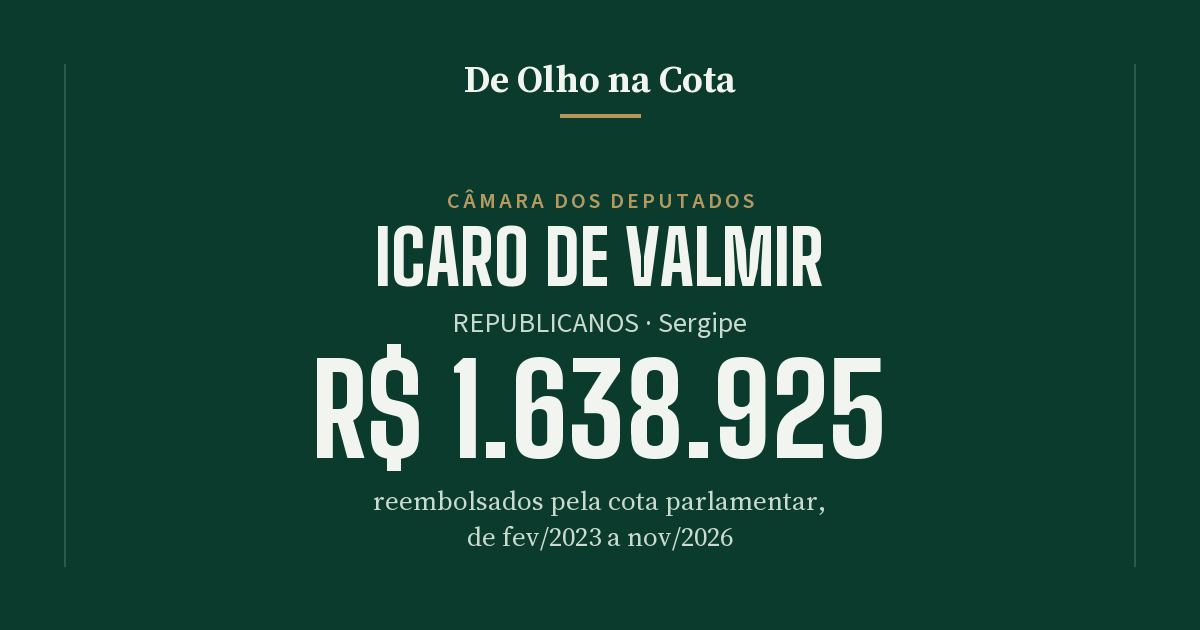 De Olho na Cota
CÂMARA DOS DEPUTADOS
ICARO DE VALMIR
REPUBLICANOS · Sergipe
R$ 1.638.925
reembolsados pela cota parlamentar,
de fev/2023 a nov/2026